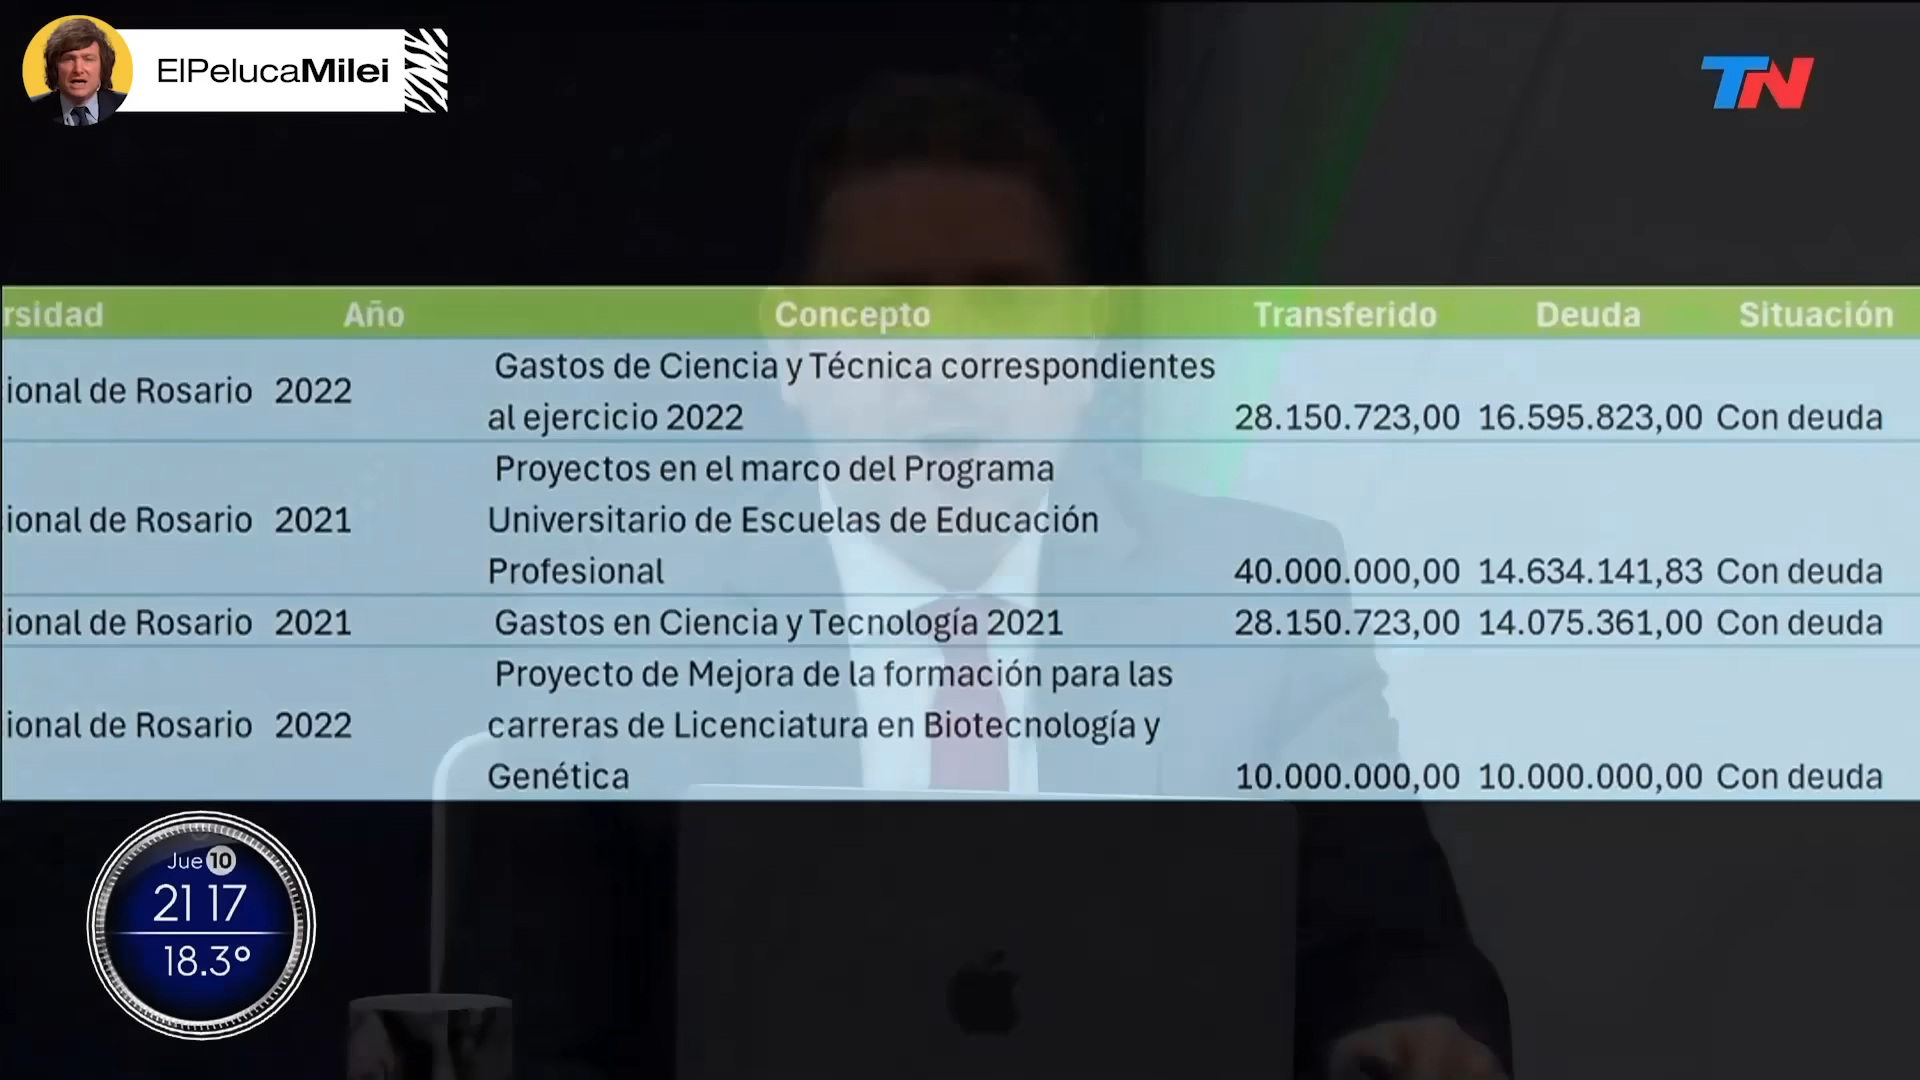 ElPelucaMilei
TN
rsidad Año Concepto Transferido Deuda Situación
ional de Rosario 2022 Gastos de Ciencia y Técnica correspondientes
al ejercicio 2022 28.150.723,00 16.595.823,00 Con deuda
Proyectos en el marco del Programa
ional de Rosario 2021 Universitario de Escuelas de Educación
Profesional 40.000.000,00 14.634.141,83 Con deuda
ional de Rosario 2021 Gastos en Ciencia y Tecnología 2021 28.150.723,00 14.075.361,00 Con deuda
Proyecto de Mejora de la formación para las
ional de Rosario 2022 carreras de Licenciatura en Biotecnología y
Genética 10.000.000,00 10.000.000,00 Con deuda
Jue 10
21 17
18.3°